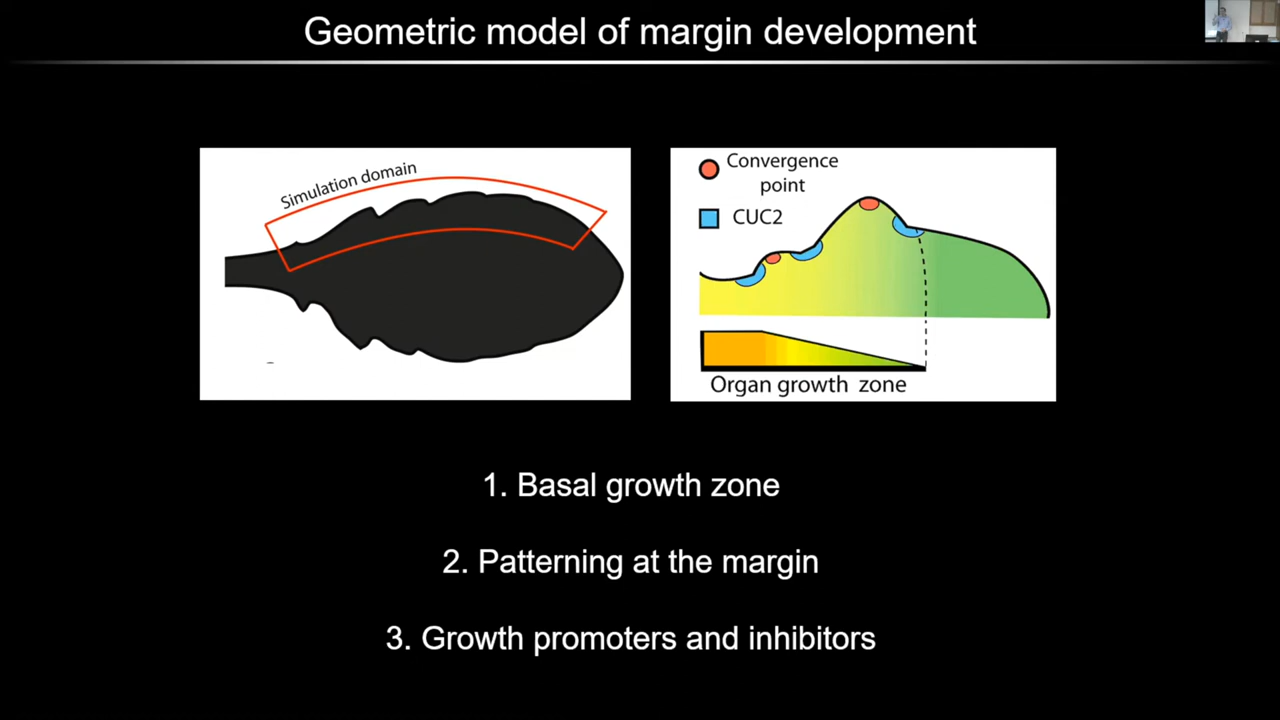 Geometric model of margin development
Simulation domain
Convergence
point
CUC2
Organ growth zone
1. Basal growth zone
2. Patterning at the margin
3. Growth promoters and inhibitors